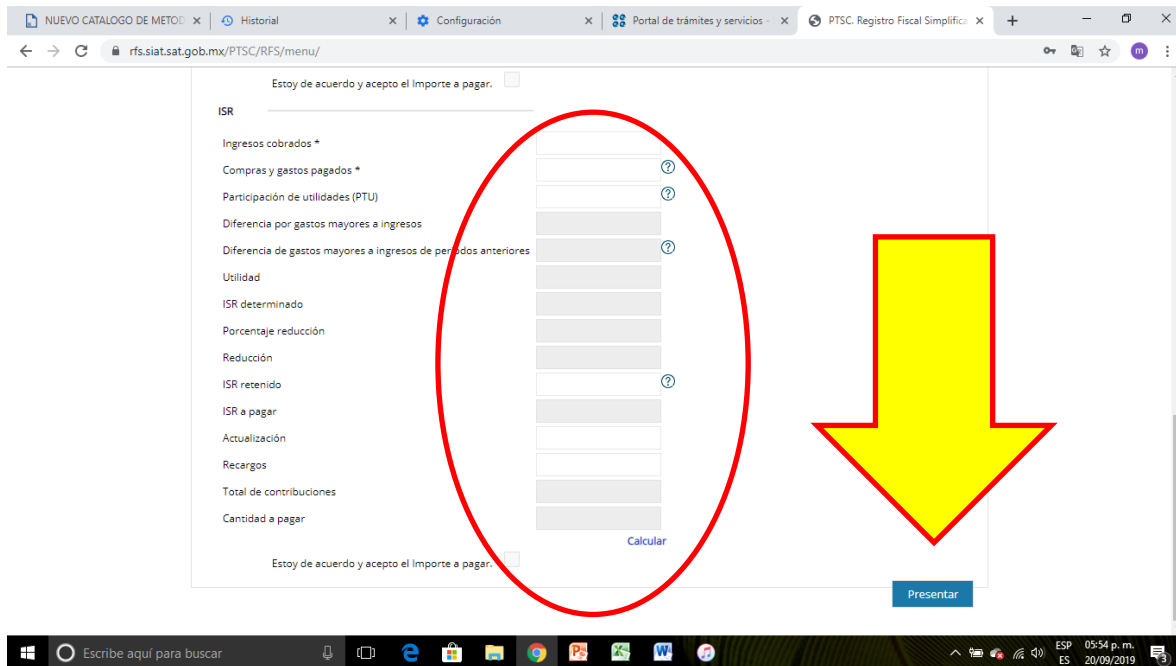 NUEVO CATALOGO DE METOD
Historial
Configuración
Portal de trámites y servicios -
PTSC. Registro Fiscal Simplifica
rfs.siat.sat.gob.mx/PTSC/RFS/menu/
m
Estoy de acuerdo y acepto el Importe a pagar.
ISR
Ingresos cobrados *
Compras y gastos pagados * ?
Participación de utilidades (PTU) ?
Diferencia por gastos mayores a ingresos
Diferencia de gastos mayores a ingresos de periodos anteriores ?
Utilidad
ISR determinado
Porcentaje reducción
Reducción
ISR retenido ?
ISR a pagar
Actualización
Recargos
Total de contribuciones
Cantidad a pagar
Calcular
Estoy de acuerdo y acepto el Importe a pagar.
Presentar
Escribe aquí para buscar
ESP 05:54 p. m.
ES 20/09/2019